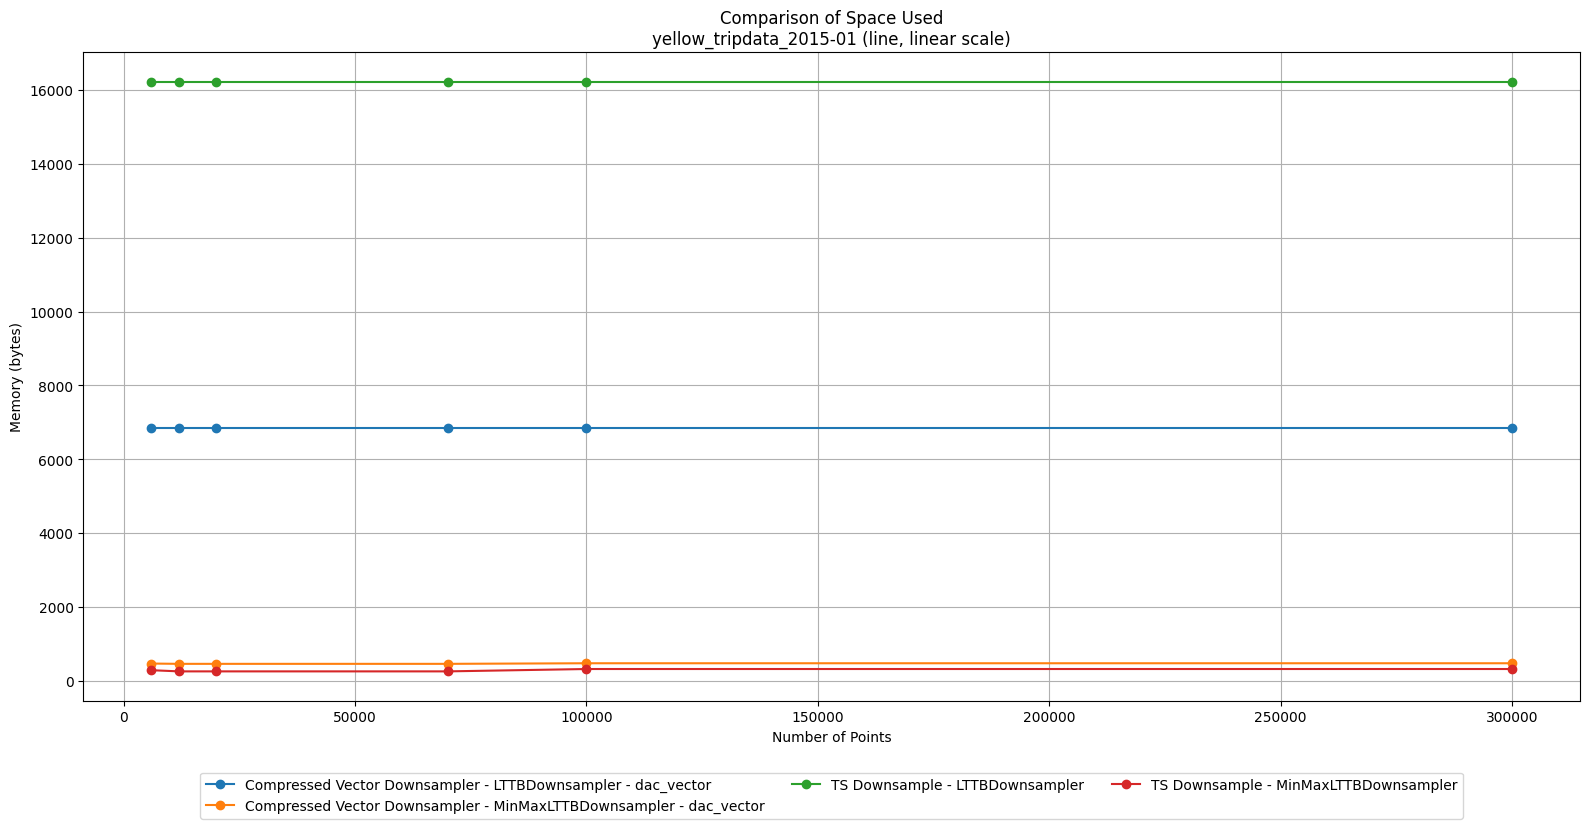 Comparison of Space Used
yellow_tripdata_2015-01 (line, linear scale)
16000
14000
12000
10000
8000
6000
4000
2000
0
Memory (bytes)
0 50000 100000 150000 200000 250000 300000
Number of Points
Compressed Vector Downsampler - LTTBDownsampler - dac_vector
Compressed Vector Downsampler - MinMaxLTTBDownsampler - dac_vector
TS Downsample - LTTBDownsampler
TS Downsample - MinMaxLTTBDownsampler